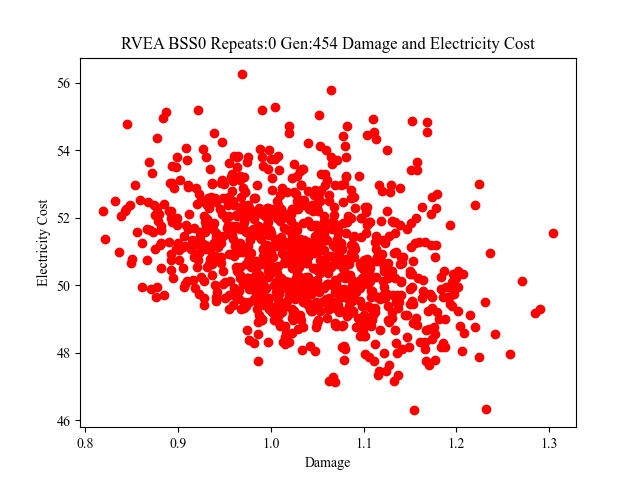 RVEA BSS0 Repeats:0 Gen:454 Damage and Electricity Cost
56
54
52
50
48
46
Electricity Cost
0.8 0.9 1.0 1.1 1.2 1.3
Damage